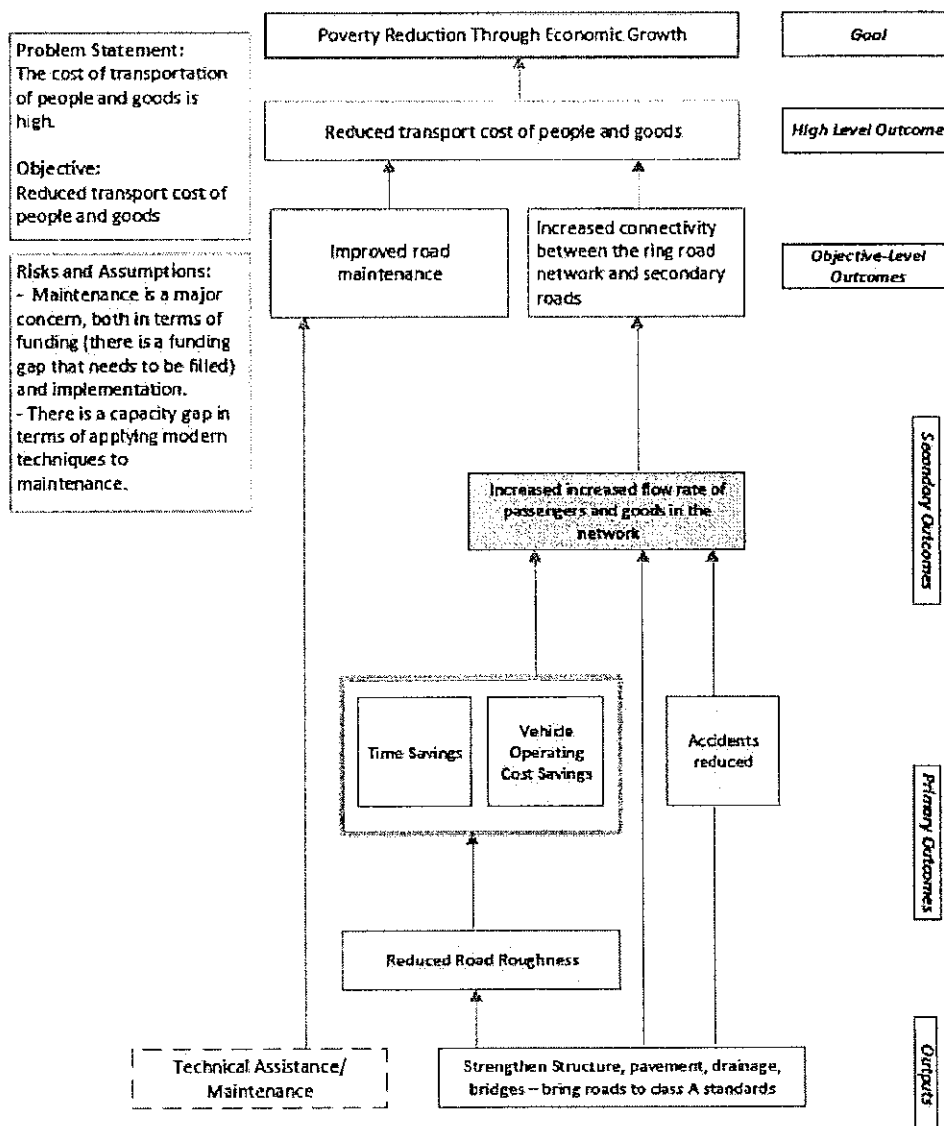 Poverty Reduction Through Economic Growth
Goal
Problem Statement:
The cost of transportation
of people and goods is
high.
Objective:
Reduced transport cost of
people and goods
Reduced transport cost of people and goods
High Level Outcome
Improved road
maintenance
Increased connectivity
between the ring road
network and secondary
roads
Objective-Level
Outcomes
Risks and Assumptions:
- Maintenance is a major
concern, both in terms of
funding (there is a funding
gap that needs to be filled)
and implementation.
- There is a capacity gap in
terms of applying modern
techniques to
maintenance.
Increased increased flow rate of
passengers and goods in the
network
Secondary Outcomes
Time Savings
Vehicle
Operating
Cost Savings
Accidents
reduced
Primary Outcomes
Reduced Road Roughness
Technical Assistance/
Maintenance
Strengthen Structure, pavement, drainage,
bridges – bring roads to class A standards
Outputs